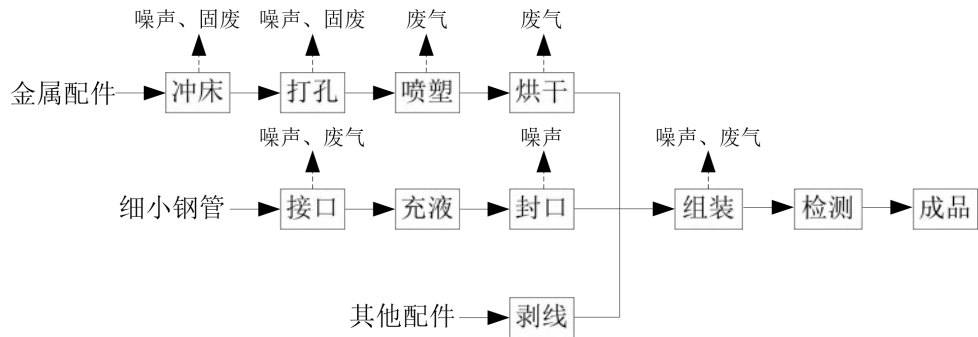 噪声、固废 噪声、固废 废气 废气
金属配件 冲床 打孔 喷塑 烘干
噪声、废气 噪声 噪声、废气
细小钢管 接口 充液 封口 组装 检测 成品
其他配件 剥线